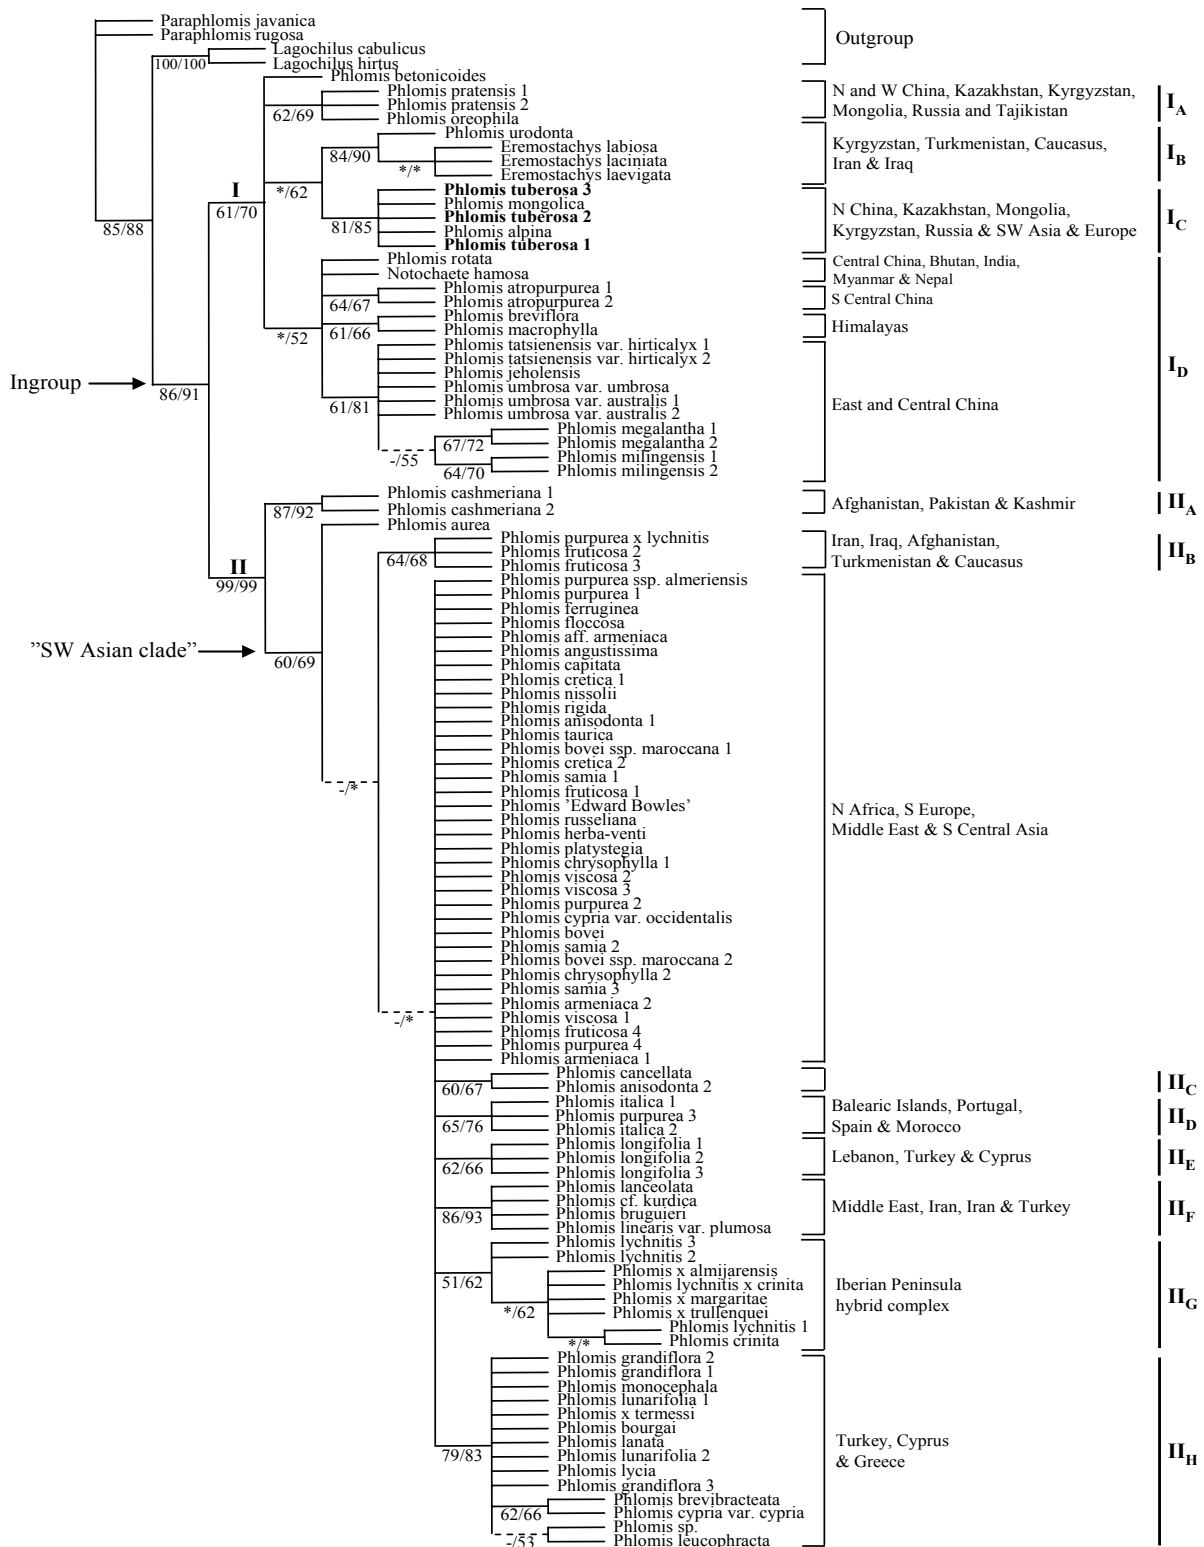 Paraphlomis javanica
Paraphlomis rugosa
Lagochilus cabulicus
100/100
Lagochilus hirtus
Outgroup
Phlomis betonicoides
Phlomis pratensis 1
Phlomis pratensis 2
62/69
Phlomis oreophila
N and W China, Kazakhstan, Kyrgyzstan,
Mongolia, Russia and Tajikistan
IA
Phlomis urodonta
84/90
Eremostachys labiosa
Eremostachys laciniata
*/*
Eremostachys laevigata
Kyrgyzstan, Turkmenistan, Caucasus,
Iran & Iraq
IB
I
61/70
*/62
Phlomis tuberosa 3
Phlomis mongolica
Phlomis tuberosa 2
81/85
Phlomis alpina
Phlomis tuberosa 1
N China, Kazakhstan, Mongolia,
Kyrgyzstan, Russia & SW Asia & Europe
IC
85/88
Phlomis rotata
Notochaete hamosa
Central China, Bhutan, India,
Myanmar & Nepal
Phlomis atropurpurea 1
64/67
Phlomis atropurpurea 2
S Central China
Phlomis breviflora
*/52
61/66
Phlomis macrophylla
Himalayas
Phlomis tatsienensis var. hirticalyx 1
Phlomis tatsienensis var. hirticalyx 2
Phlomis jeholensis
Phlomis umbrosa var. umbrosa
61/81
Phlomis umbrosa var. australis 1
Phlomis umbrosa var. australis 2
Phlomis megalantha 1
67/72
Phlomis megalantha 2
-/55
Phlomis milingensis 1
64/70
Phlomis milingensis 2
East and Central China
ID
Ingroup
86/91
Phlomis cashmeriana 1
87/92
Phlomis cashmeriana 2
Afghanistan, Pakistan & Kashmir
IIA
Phlomis aurea
Phlomis purpurea x lychnitis
64/68
Phlomis fruticosa 2
Phlomis fruticosa 3
Iran, Iraq, Afghanistan,
Turkmenistan & Caucasus
IIB
II
99/99
Phlomis purpurea ssp. almeriensis
Phlomis purpurea 1
Phlomis ferruginea
Phlomis floccosa
Phlomis aff. armeniaca
”SW Asian clade”
60/69
Phlomis angustissima
Phlomis capitata
Phlomis cretica 1
Phlomis nissolii
Phlomis rigida
Phlomis anisodonta 1
Phlomis taurica
Phlomis bovei ssp. maroccana 1
Phlomis cretica 2
Phlomis samia 1
-/*
Phlomis fruticosa 1
Phlomis ’Edward Bowles’
Phlomis russeliana
Phlomis herba-venti
Phlomis platystegia
Phlomis chrysophylla 1
Phlomis viscosa 2
Phlomis viscosa 3
Phlomis purpurea 2
Phlomis cypria var. occidentalis
Phlomis bovei
Phlomis samia 2
Phlomis bovei ssp. maroccana 2
Phlomis chrysophylla 2
Phlomis samia 3
Phlomis armeniaca 2
-/*
Phlomis viscosa 1
Phlomis fruticosa 4
Phlomis purpurea 4
Phlomis armeniaca 1
N Africa, S Europe,
Middle East & S Central Asia
Phlomis cancellata
60/67
Phlomis anisodonta 2
IIC
Phlomis italica 1
Phlomis purpurea 3
65/76
Phlomis italica 2
Balearic Islands, Portugal,
Spain & Morocco
IID
Phlomis longifolia 1
Phlomis longifolia 2
62/66
Phlomis longifolia 3
Lebanon, Turkey & Cyprus
IIE
Phlomis lanceolata
Phlomis cf. kurdica
86/93
Phlomis bruguieri
Phlomis linearis var. plumosa
Middle East, Iran, Iran & Turkey
IIF
Phlomis lychnitis 3
Phlomis lychnitis 2
51/62
Phlomis x almijarensis
Phlomis lychnitis x crinita
Phlomis x margaritae
*/62
Phlomis x trullenquei
Phlomis lychnitis 1
*/*
Phlomis crinita
Iberian Peninsula
hybrid complex
IIG
Phlomis grandiflora 2
Phlomis grandiflora 1
Phlomis monocephala
Phlomis lunarifolia 1
Phlomis x termessi
Phlomis bourgai
79/83
Phlomis lanata
Phlomis lunarifolia 2
Phlomis lycia
Phlomis grandiflora 3
Phlomis brevibracteata
62/66
Phlomis cypria var. cypria
Phlomis sp.
-/53
Phlomis leucophracta
Turkey, Cyprus
& Greece
IIH